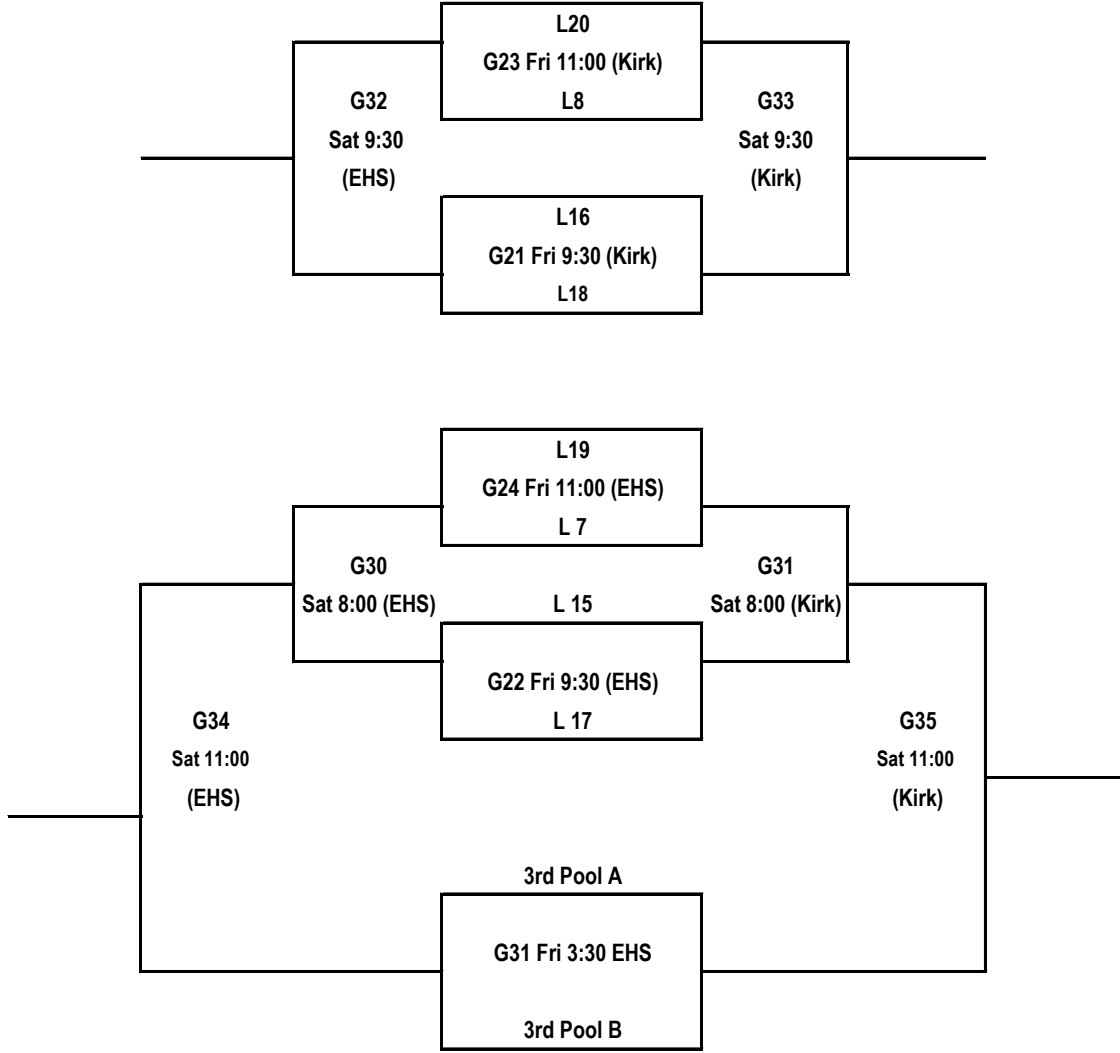 L20
G23 Fri 11:00 (Kirk)
L8
G32
Sat 9:30
(EHS)
G33
Sat 9:30
(Kirk)
L16
G21 Fri 9:30 (Kirk)
L18
L19
G24 Fri 11:00 (EHS)
L 7
G30
Sat 8:00 (EHS)
G31
Sat 8:00 (Kirk)
L 15
G22 Fri 9:30 (EHS)
L 17
G34
Sat 11:00
(EHS)
G35
Sat 11:00
(Kirk)
3rd Pool A
G31 Fri 3:30 EHS
3rd Pool B